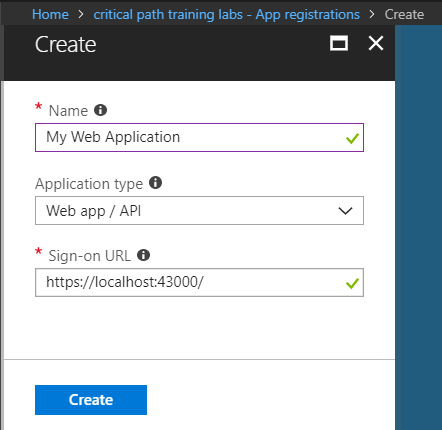 Home > critical path training labs - App registrations > Create
Create
* Name
My Web Application
Application type
Web app / API
* Sign-on URL
https://localhost:43000/
Create